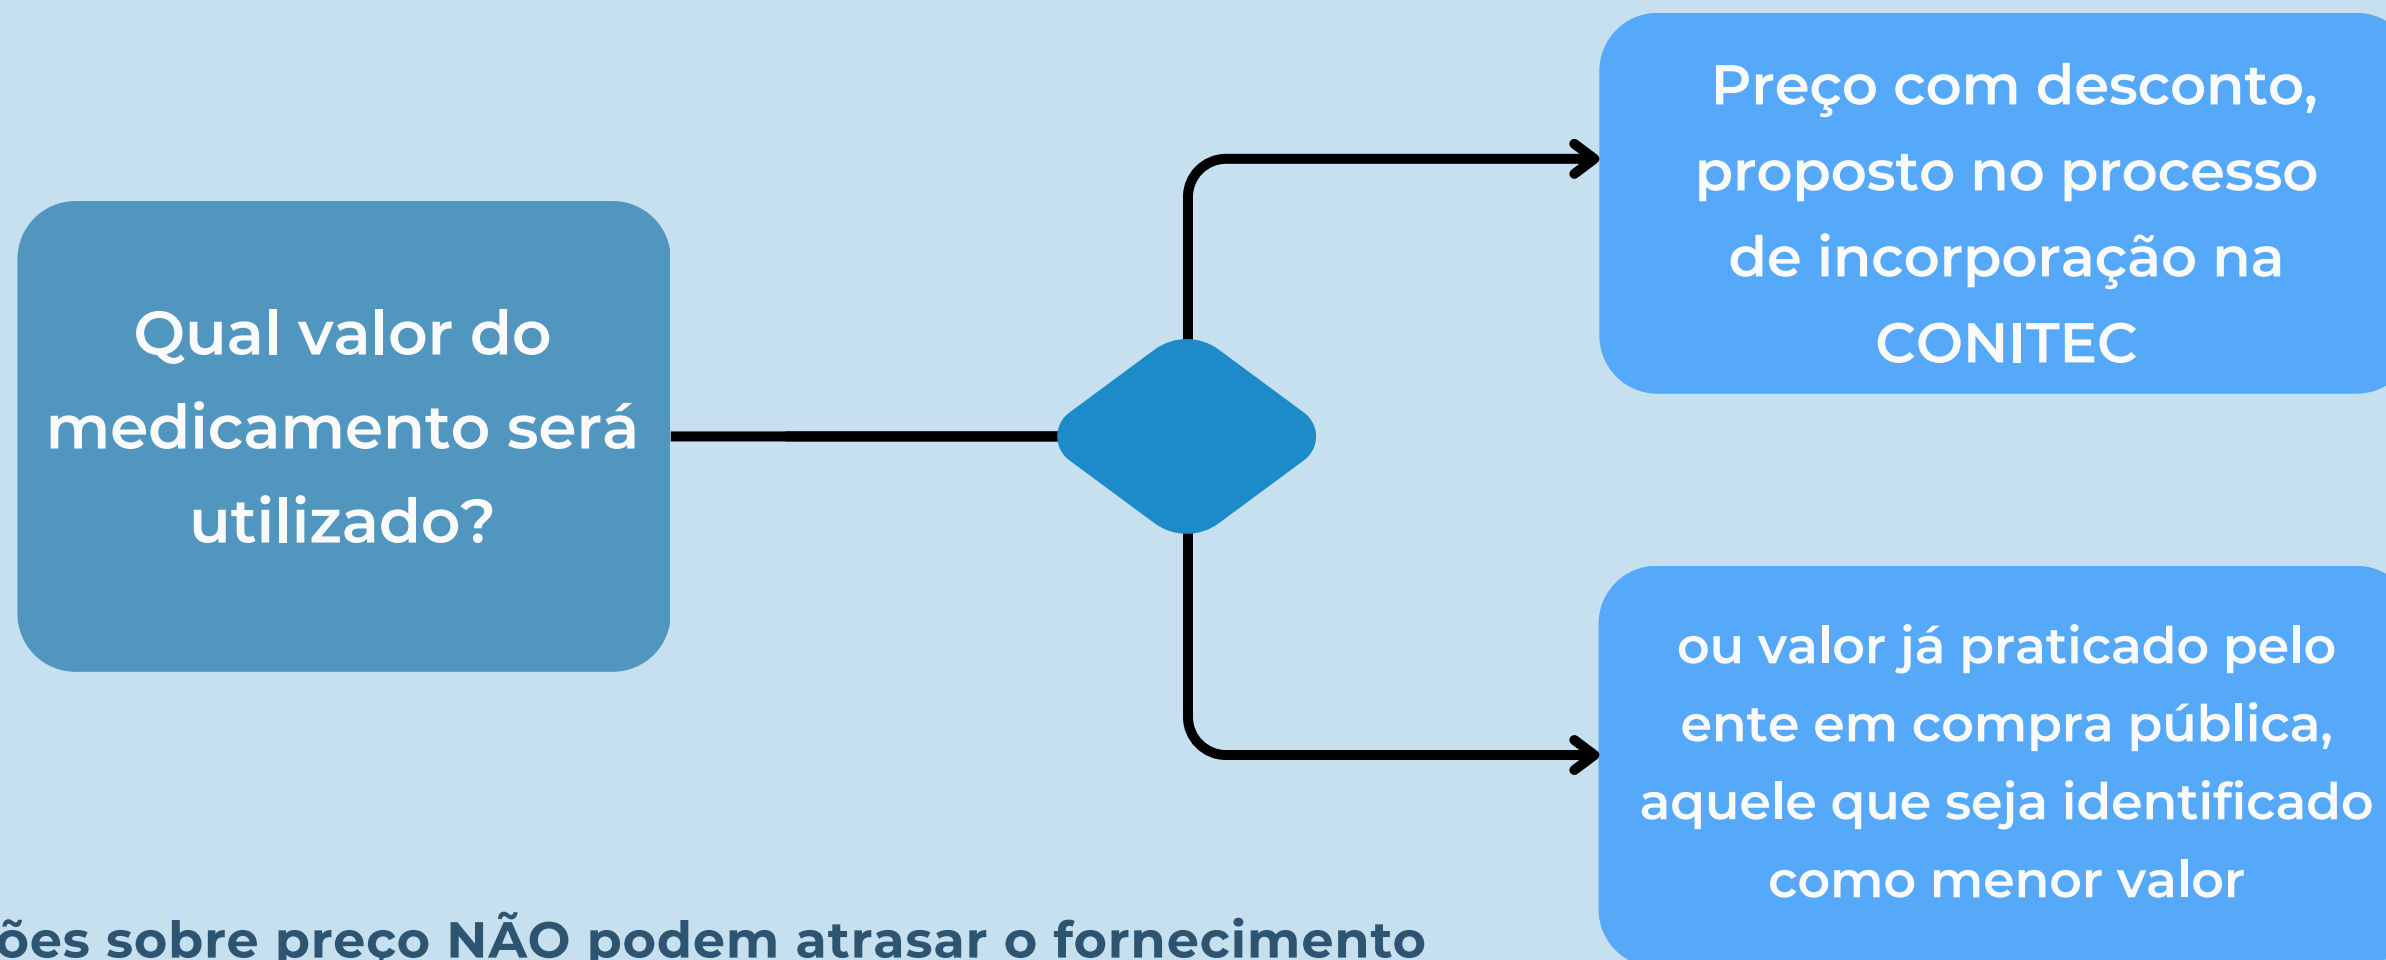 Qual valor do
medicamento será
utilizado?
Preço com desconto,
proposto no processo
de incorporação na
CONITEC
ou valor já praticado pelo
ente em compra pública,
aquele que seja identificado
como menor valor
sobre preço NÃO podem atrasar o fornecimento